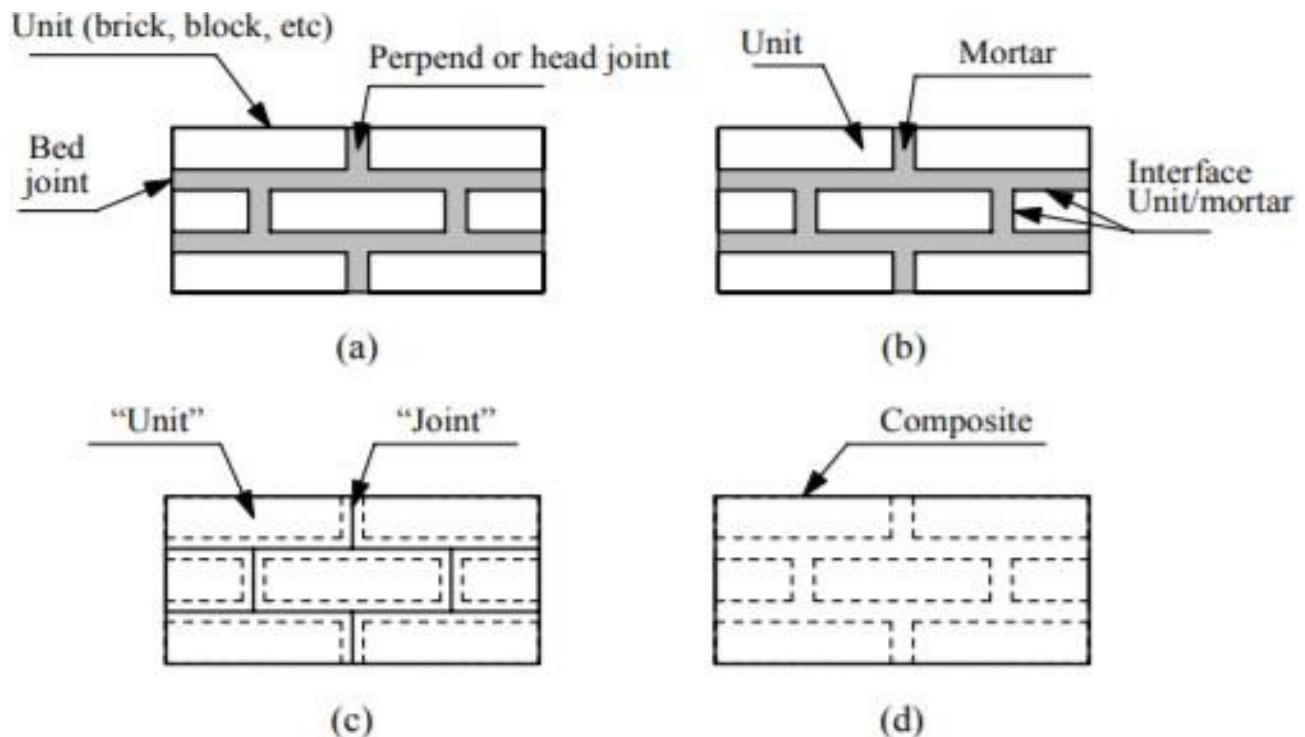 Unit (brick, block, etc)
Perpend or head joint
Bed
joint
(a)
Unit
Mortar
Interface
Unit/mortar
(b)
“Unit”
“Joint”
(c)
Composite
(d)